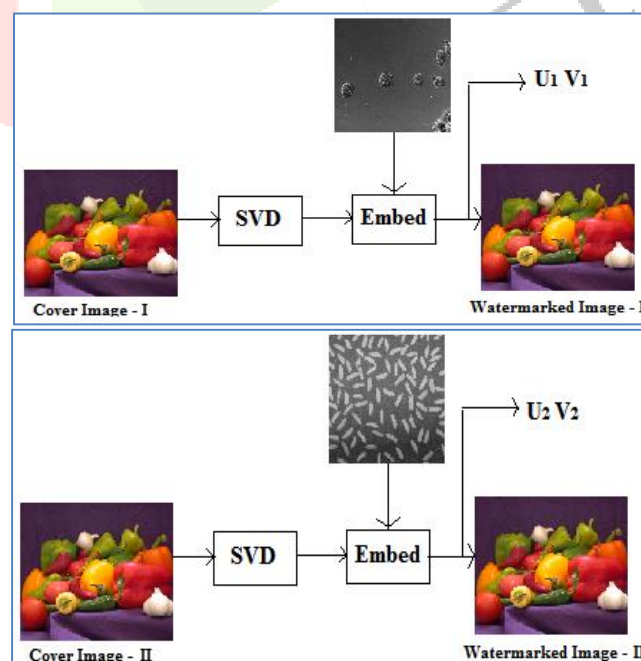 U1 V1
SVD
Embed
Cover Image - I
Watermarked Image - I
U2 V2
SVD
Embed
Cover Image - II
Watermarked Image - II